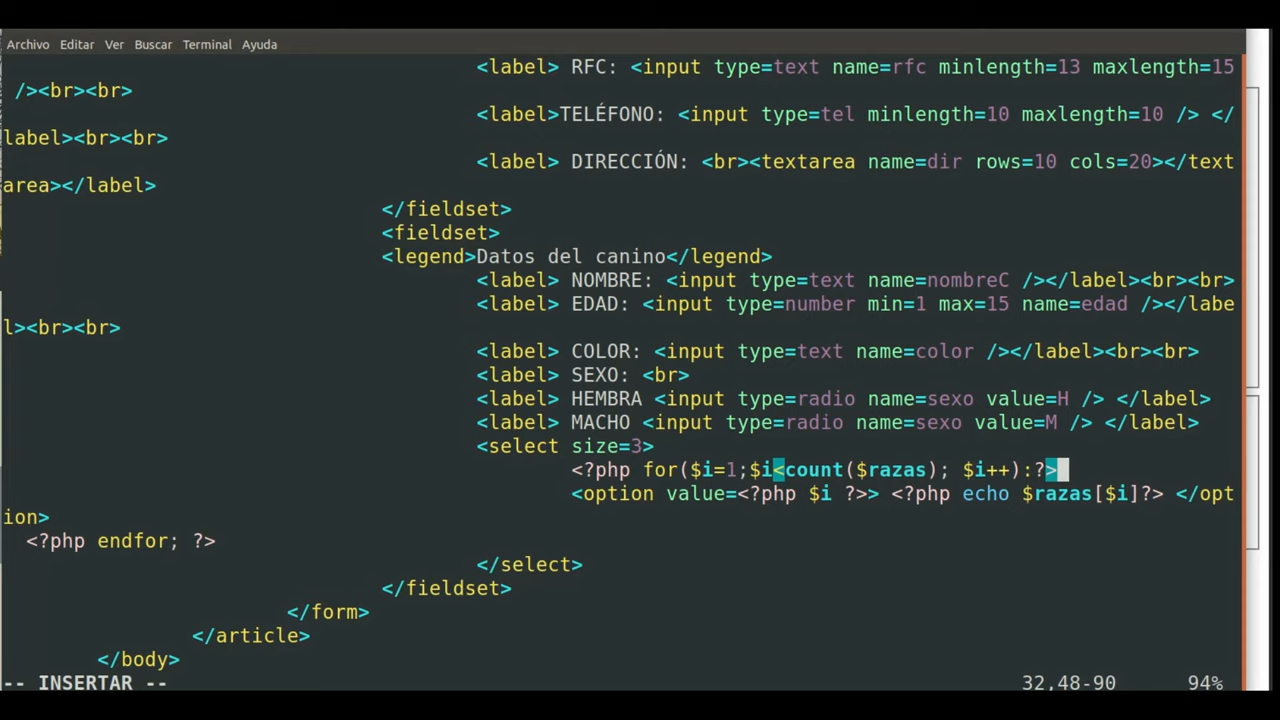 Archivo Editar Ver Buscar Terminal Ayuda
<label> RFC: <input type=text name=rfc minlength=13 maxlength=15
/><br><br>
<label>TELÉFONO: <input type=tel minlength=10 maxlength=10 /> </
label><br><br>
<label> DIRECCIÓN: <br><textarea name=dir rows=10 cols=20></text
area></label>
</fieldset>
<fieldset>
<legend>Datos del canino</legend>
<label> NOMBRE: <input type=text name=nombreC /></label><br><br>
<label> EDAD: <input type=number min=1 max=15 name=edad /></labe
l><br><br>
<label> COLOR: <input type=text name=color /></label><br><br>
<label> SEXO: <br>
<label> HEMBRA <input type=radio name=sexo value=H /> </label>
<label> MACHO <input type=radio name=sexo value=M /> </label>
<select size=3>
<?php for($i=1;$i<count($razas); $i++):?>
<option value=<?php $i ?>> <?php echo $razas[$i]?> </opt
ion>
<?php endfor; ?>
</select>
</fieldset>
</form>
</article>
</body>
-- INSERTAR -- 32,48-90 94%